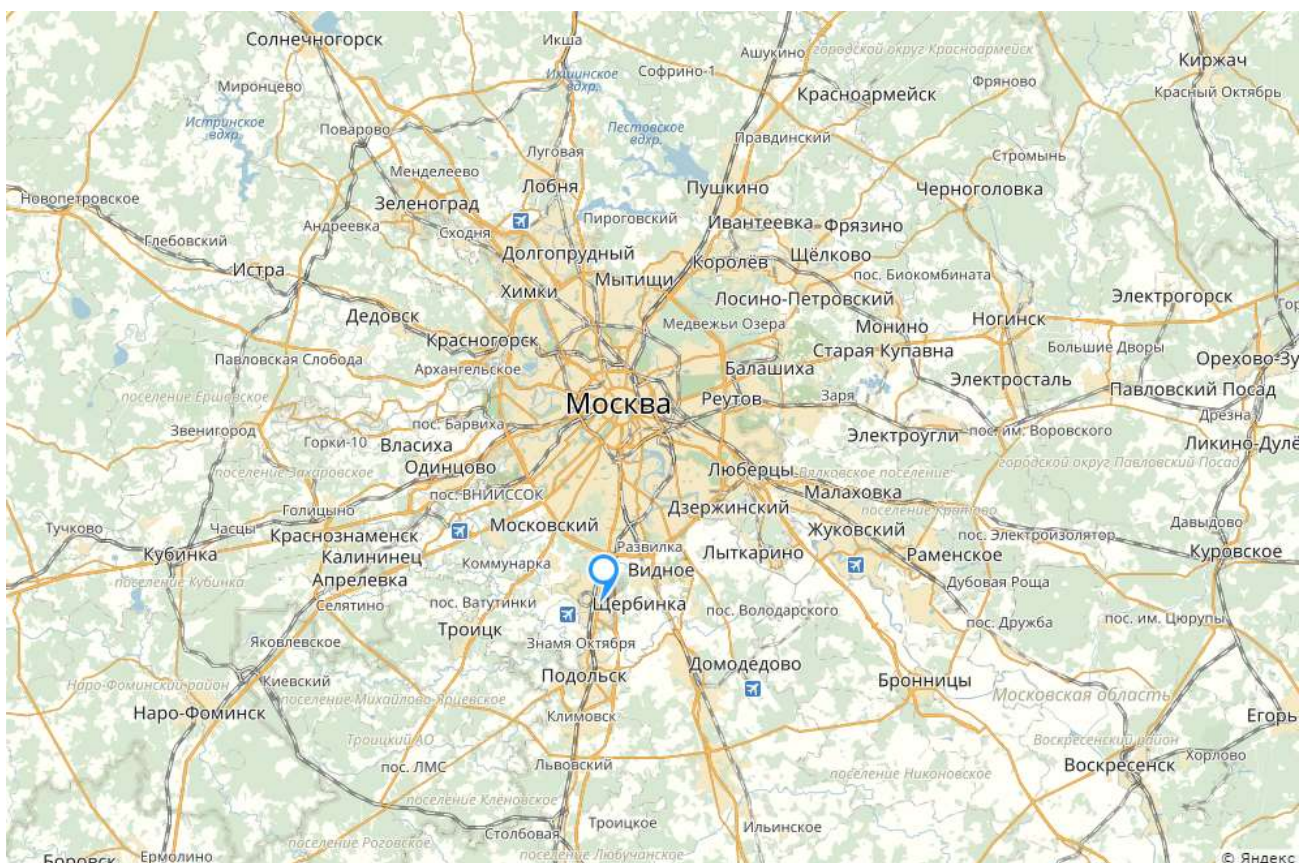 Солнечногорск
Икша
Ашукино
городской округ Красноармейск
Киржач
Миронцево
Икшинское
вдхр.
Софрино-1
Красноармейск
Фряново
Красный Октябрь
Истринское
вдхр.
Поварово
Пестовское
вдхр.
Правдинский
Луговая
Стромынь
Менделеево
Лобня
Пушкино
Черноголовка
Новопетровское
Зеленоград
Андреевка
Сходня
Пироговский
Ивантеевка
Фрязино
Глебовский
Истра
Долгопрудный
Королёв
Щёлково
пос. Биокомбината
Химки
Мытищи
Лосино-Петровский
Электрогорск
Гор
Дедовск
Медвежьи Озёра
Монино
Ногинск
Красногорск
Старая Купавна
Большие Дворы
Орехово-Зу
Павловская Слобода
Архангельское
Балашиха
Электросталь
Павловский Посад
поселение Ершовское
Москва
Реутов
Заря
Дрезна
Звенигород
Горки-10
пос. Барвиха
Власиха
Электроугли
пос. им. Воровского
Ликино-Дулё
поселение Захаровское
Одинцово
Люберцы
Вялковское поселение
городской округ Павловский Посад
пос. ВНИИССОК
Малаховка
поселение Кратово
Голицыно
Дзержинский
Тучково
Часцы
Краснознаменск
Московский
Жуковский
пос. Электроизолятор
Давыдово
Кубинка
Калининец
Коммунарка
Развилка
Лыткарино
Раменское
Куровское
поселение Кубинка
Апрелевка
Видное
Дубовая Роща
Селятино
пос. Ватутинки
Щербинка
пос. Володарского
пос. Дружба
пос. им. Цюрупы
Яковлевское
Троицк
Знамя Октября
Домодедово
Наро-Фоминский район
Киевский
поселение Михайлово-Ярцевское
Подольск
Бронницы
Московская область
Наро-Фоминск
Климовск
Егорь
Троицкий АО
Воскресенский район
Хорлово
пос. ЛМС
Львовский
поселение Никоновское
Воскресенск
поселение Кленовское
Столбовая
Троицкое
Ильинское
поселение Роговское
поселение Любучанское
Боровск
Ермолино
© Яндекс